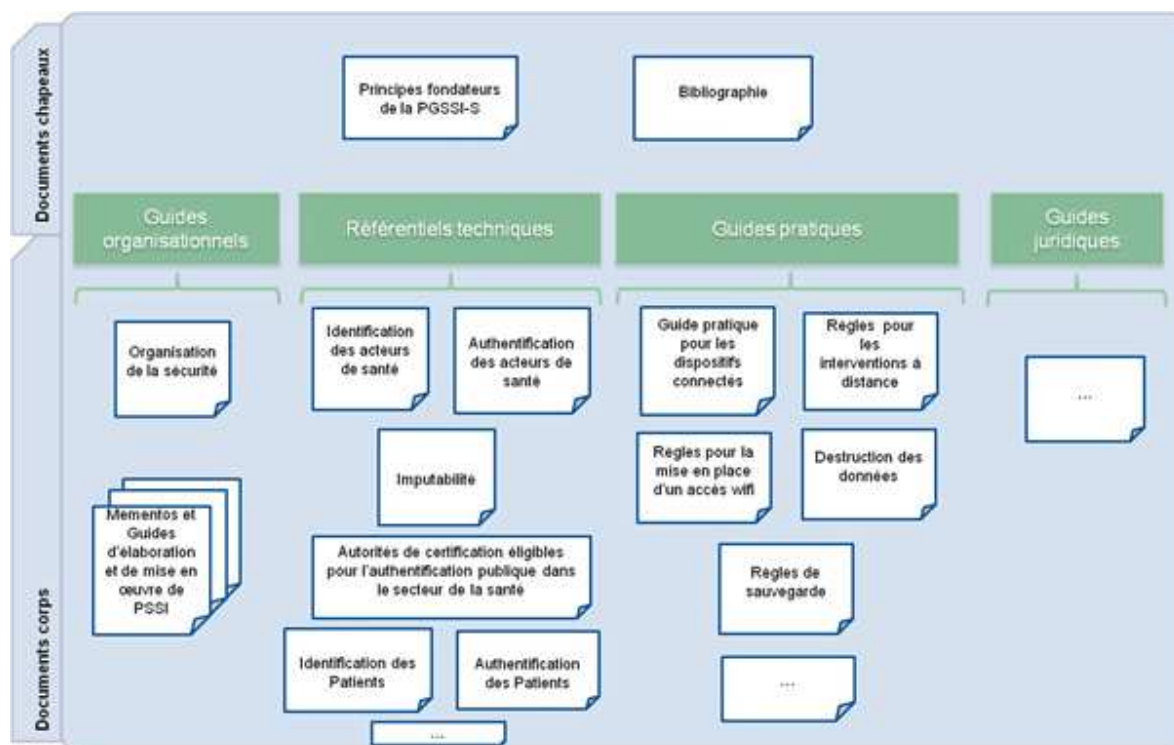 Documents chapeaux
Principes fondateurs
de la PGSSI-S
Bibliographie
Documents corps
Guides
organisationnels
Référentiels techniques
Guides pratiques
Guides
juridiques
Organisation
de la sécurité
Mémentos et
Guides
d'élaboration
et de mise en
œuvre de
PSSI
Identification
des acteurs
de santé
Authentification
des acteurs de
santé
Imputabilité
Autorités de certification éligibles
pour l'authentification publique dans
le secteur de la santé
Identification des
Patients
Authentification
des Patients
...
Guide pratique
pour les
dispositifs
connectés
Règles pour
les
interventions à
distance
Règles pour la
mise en place
d'un accès wifi
Destruction des
données
Règles de
sauvegarde
...
...